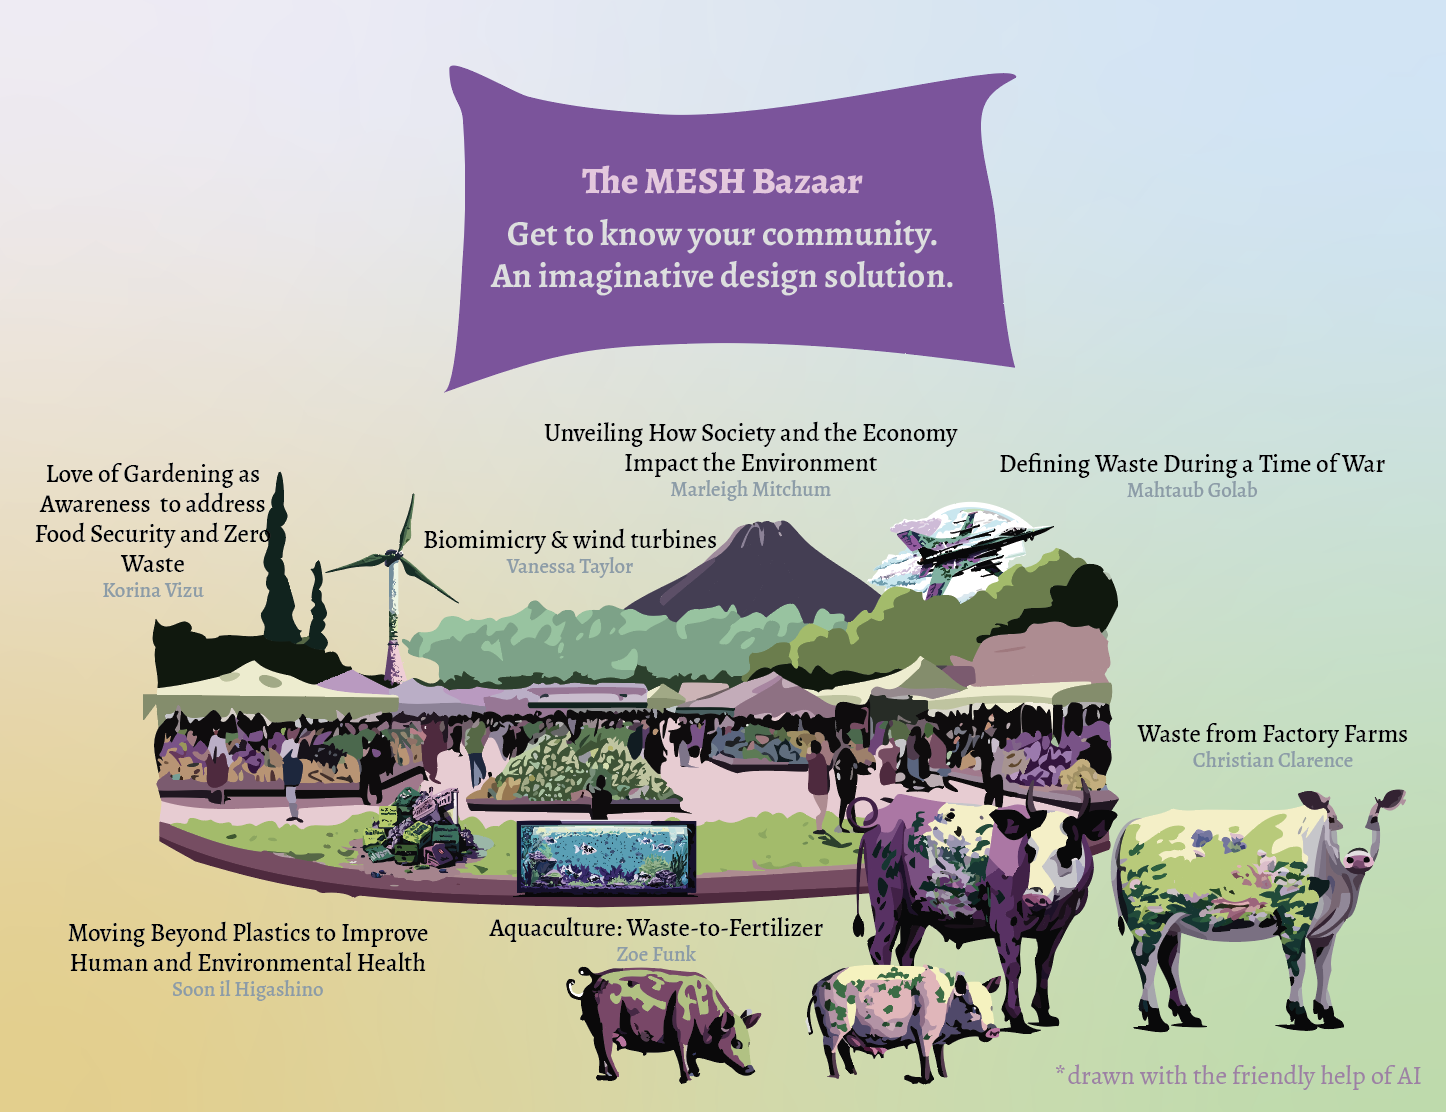 The MESH Bazaar
Get to know your community.
An imaginative design solution.
Unveiling How Society and the Economy
Impact the Environment
Marleigh Mitchum
Defining Waste During a Time of War
Mahtaub Golab
Love of Gardening as
Awareness to address
Food Security and Zero
Waste
Korina Vizu
Biomimicry & wind turbines
Vanessa Taylor
Waste from Factory Farms
Christian Clarence
Moving Beyond Plastics to Improve
Human and Environmental Health
Soon il Higashino
Aquaculture: Waste-to-Fertilizer
Zoe Funk
*drawn with the friendly help of AI